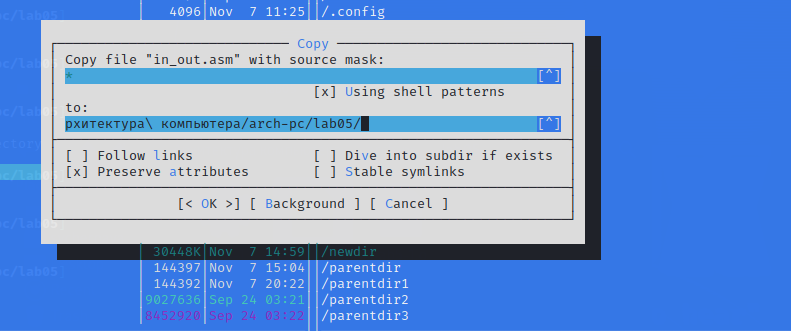 4096│Nov  7 11:25││/.config
oc/lab05
Copy
Copy file "in_out.asm" with source mask:
*                                [^]
[x] Using shell patterns
to:
рхитектура\ компьютера/arch-pc/lab05/ [^]
[ ] Follow links [ ] Dive into subdir if exists
[x] Preserve attributes [ ] Stable symlinks
[< OK >] [ Background ] [ Cancel ]
30448K│Nov  7 14:59││/newdir
144397│Nov  7 15:04││/parentdir
144392│Nov  7 20:22││/parentdir1
9027636│Sep 24 03:21││/parentdir2
8452920│Sep 24 03:22││/parentdir3